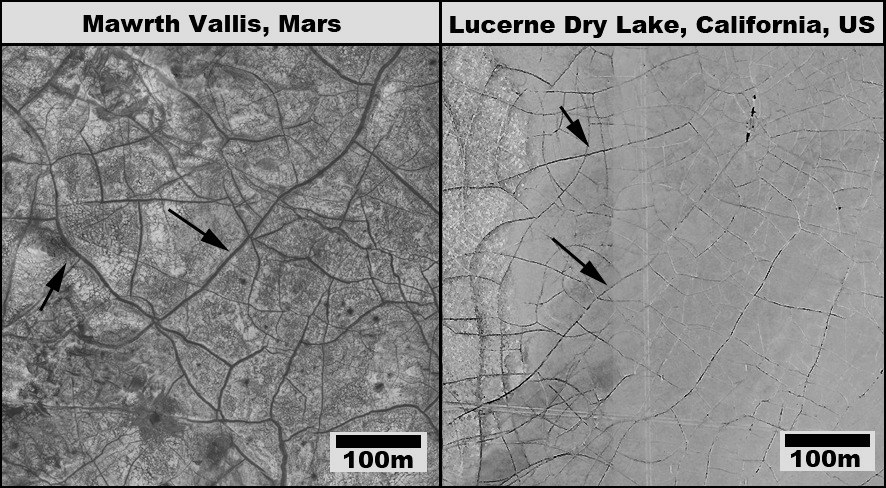 Mawrth Vallis, Mars
Lucerne Dry Lake, California, US
100m
100m